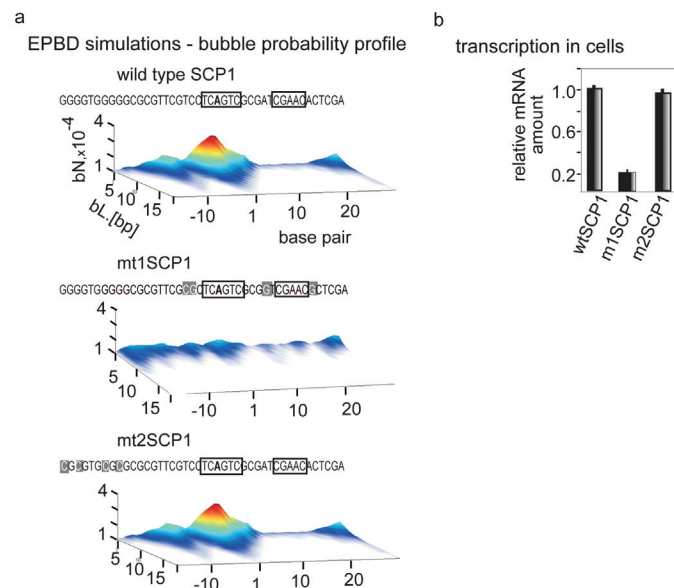 a
EPBD simulations - bubble probability profile
wild type SCP1
GGGGTGGGGGCGCGTTCGTCCTCAGTCGCGATCGAACACTCGA
4
1
bN.x10-4
5
10
15
bL.[bp]
-10
1
10
20
base pair
mt1SCP1
GGGGTGGGGGCGCGTTCGCGCTCAGTCGCGGTCGAACGCTCGA
4
1
5
10
15
-10
1
10
20
mt2SCP1
CGCGTGCGCGCGCGTTCGTCCTCAGTCGCGATCGAACACTCGA
4
1
5
10
15
-10
1
10
20
b
transcription in cells
relative mRNA
amount
1.0
0.6
0.2
wtSCP1
m1SCP1
m2SCP1